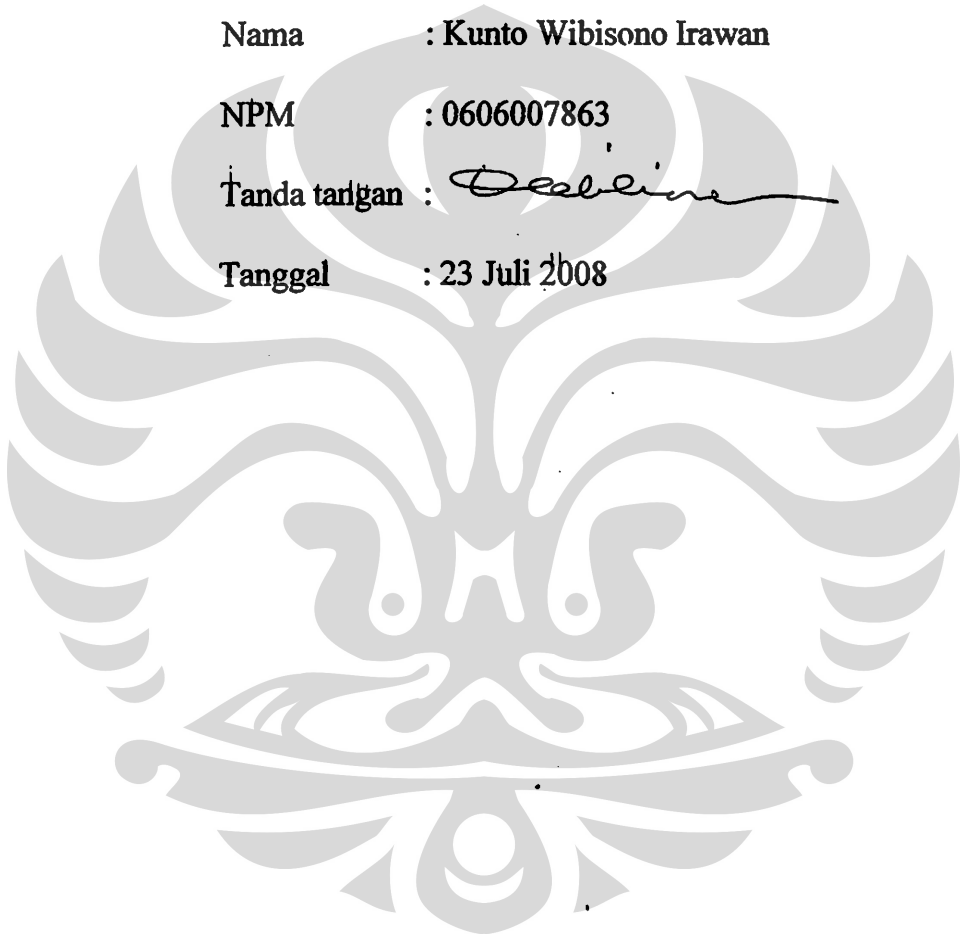 Nama : Kunto Wibisono Irawan
NPM : 0606007863
Tanda tangan :
Tanggal : 23 Juli 2008